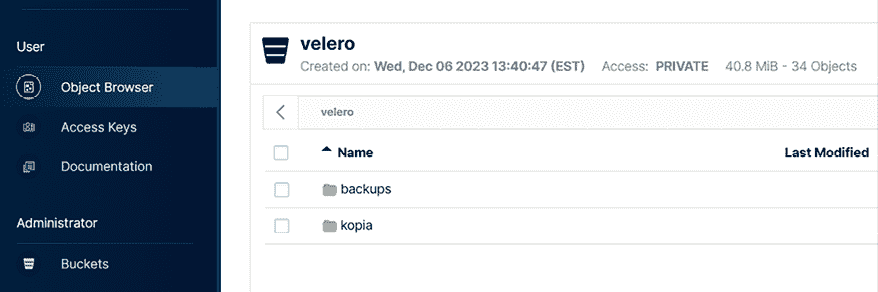 User
Object Browser
Access Keys
Documentation
Administrator
Buckets
velero
Created on: Wed, Dec 06 2023 13:40:47 (EST) Access: PRIVATE 40.8 MiB - 34 Objects
velero
Name Last Modified
backups
kopia